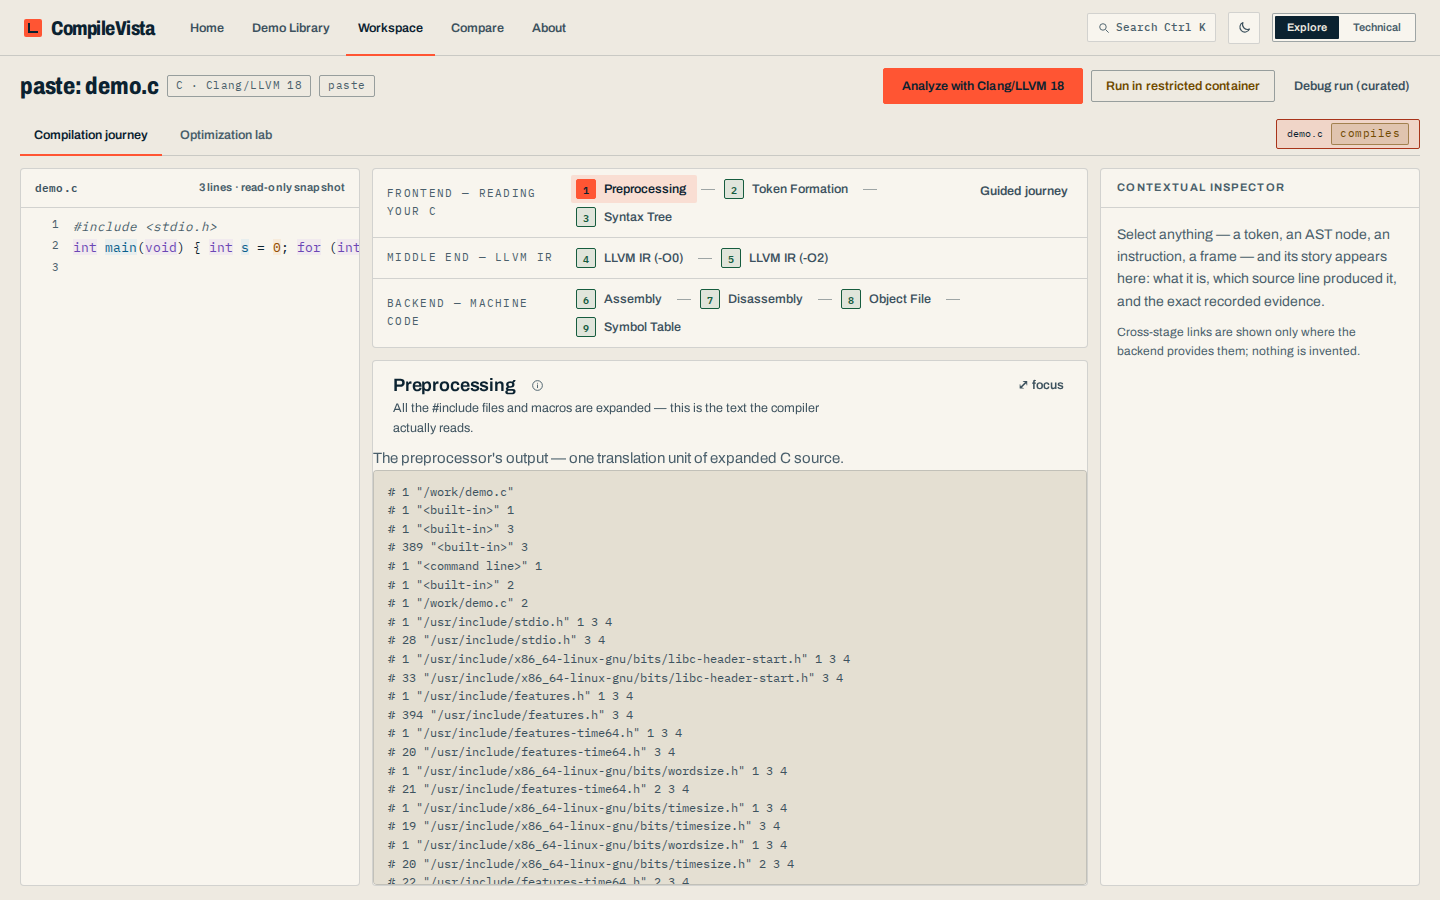 CompileVista
Home
Demo Library
Workspace
Compare
About
Search Ctrl K
Explore
Technical
paste: demo.c
C · Clang/LLVM 18
paste
Analyze with Clang/LLVM 18
Run in restricted container
Debug run (curated)
Compilation journey
Optimization lab
demo.c
compiles
demo.c
3 lines · read-only snapshot
1 #include <stdio.h>
2 int main(void) { int s = 0; for (int
3
FRONTEND — READING
YOUR C
1 Preprocessing — 2 Token Formation —
3 Syntax Tree
Guided journey
MIDDLE END — LLVM IR
4 LLVM IR (-O0) — 5 LLVM IR (-O2)
BACKEND — MACHINE
CODE
6 Assembly — 7 Disassembly — 8 Object File —
9 Symbol Table
Preprocessing
⤢ focus
All the #include files and macros are expanded — this is the text the compiler
actually reads.
The preprocessor's output — one translation unit of expanded C source.
# 1 "/work/demo.c"
# 1 "<built-in>" 1
# 1 "<built-in>" 3
# 389 "<built-in>" 3
# 1 "<command line>" 1
# 1 "<built-in>" 2
# 1 "/work/demo.c" 2
# 1 "/usr/include/stdio.h" 1 3 4
# 28 "/usr/include/stdio.h" 3 4
# 1 "/usr/include/x86_64-linux-gnu/bits/libc-header-start.h" 1 3 4
# 33 "/usr/include/x86_64-linux-gnu/bits/libc-header-start.h" 3 4
# 1 "/usr/include/features.h" 1 3 4
# 394 "/usr/include/features.h" 3 4
# 1 "/usr/include/features-time64.h" 1 3 4
# 20 "/usr/include/features-time64.h" 3 4
# 1 "/usr/include/x86_64-linux-gnu/bits/wordsize.h" 1 3 4
# 21 "/usr/include/features-time64.h" 2 3 4
# 1 "/usr/include/x86_64-linux-gnu/bits/timesize.h" 1 3 4
# 19 "/usr/include/x86_64-linux-gnu/bits/timesize.h" 3 4
# 1 "/usr/include/x86_64-linux-gnu/bits/wordsize.h" 1 3 4
# 20 "/usr/include/x86_64-linux-gnu/bits/timesize.h" 2 3 4
# 22 "/usr/include/features-time64.h" 2 3 4
CONTEXTUAL INSPECTOR
Select anything — a token, an AST node, an
instruction, a frame — and its story appears
here: what it is, which source line produced it,
and the exact recorded evidence.
Cross-stage links are shown only where the
backend provides them; nothing is invented.